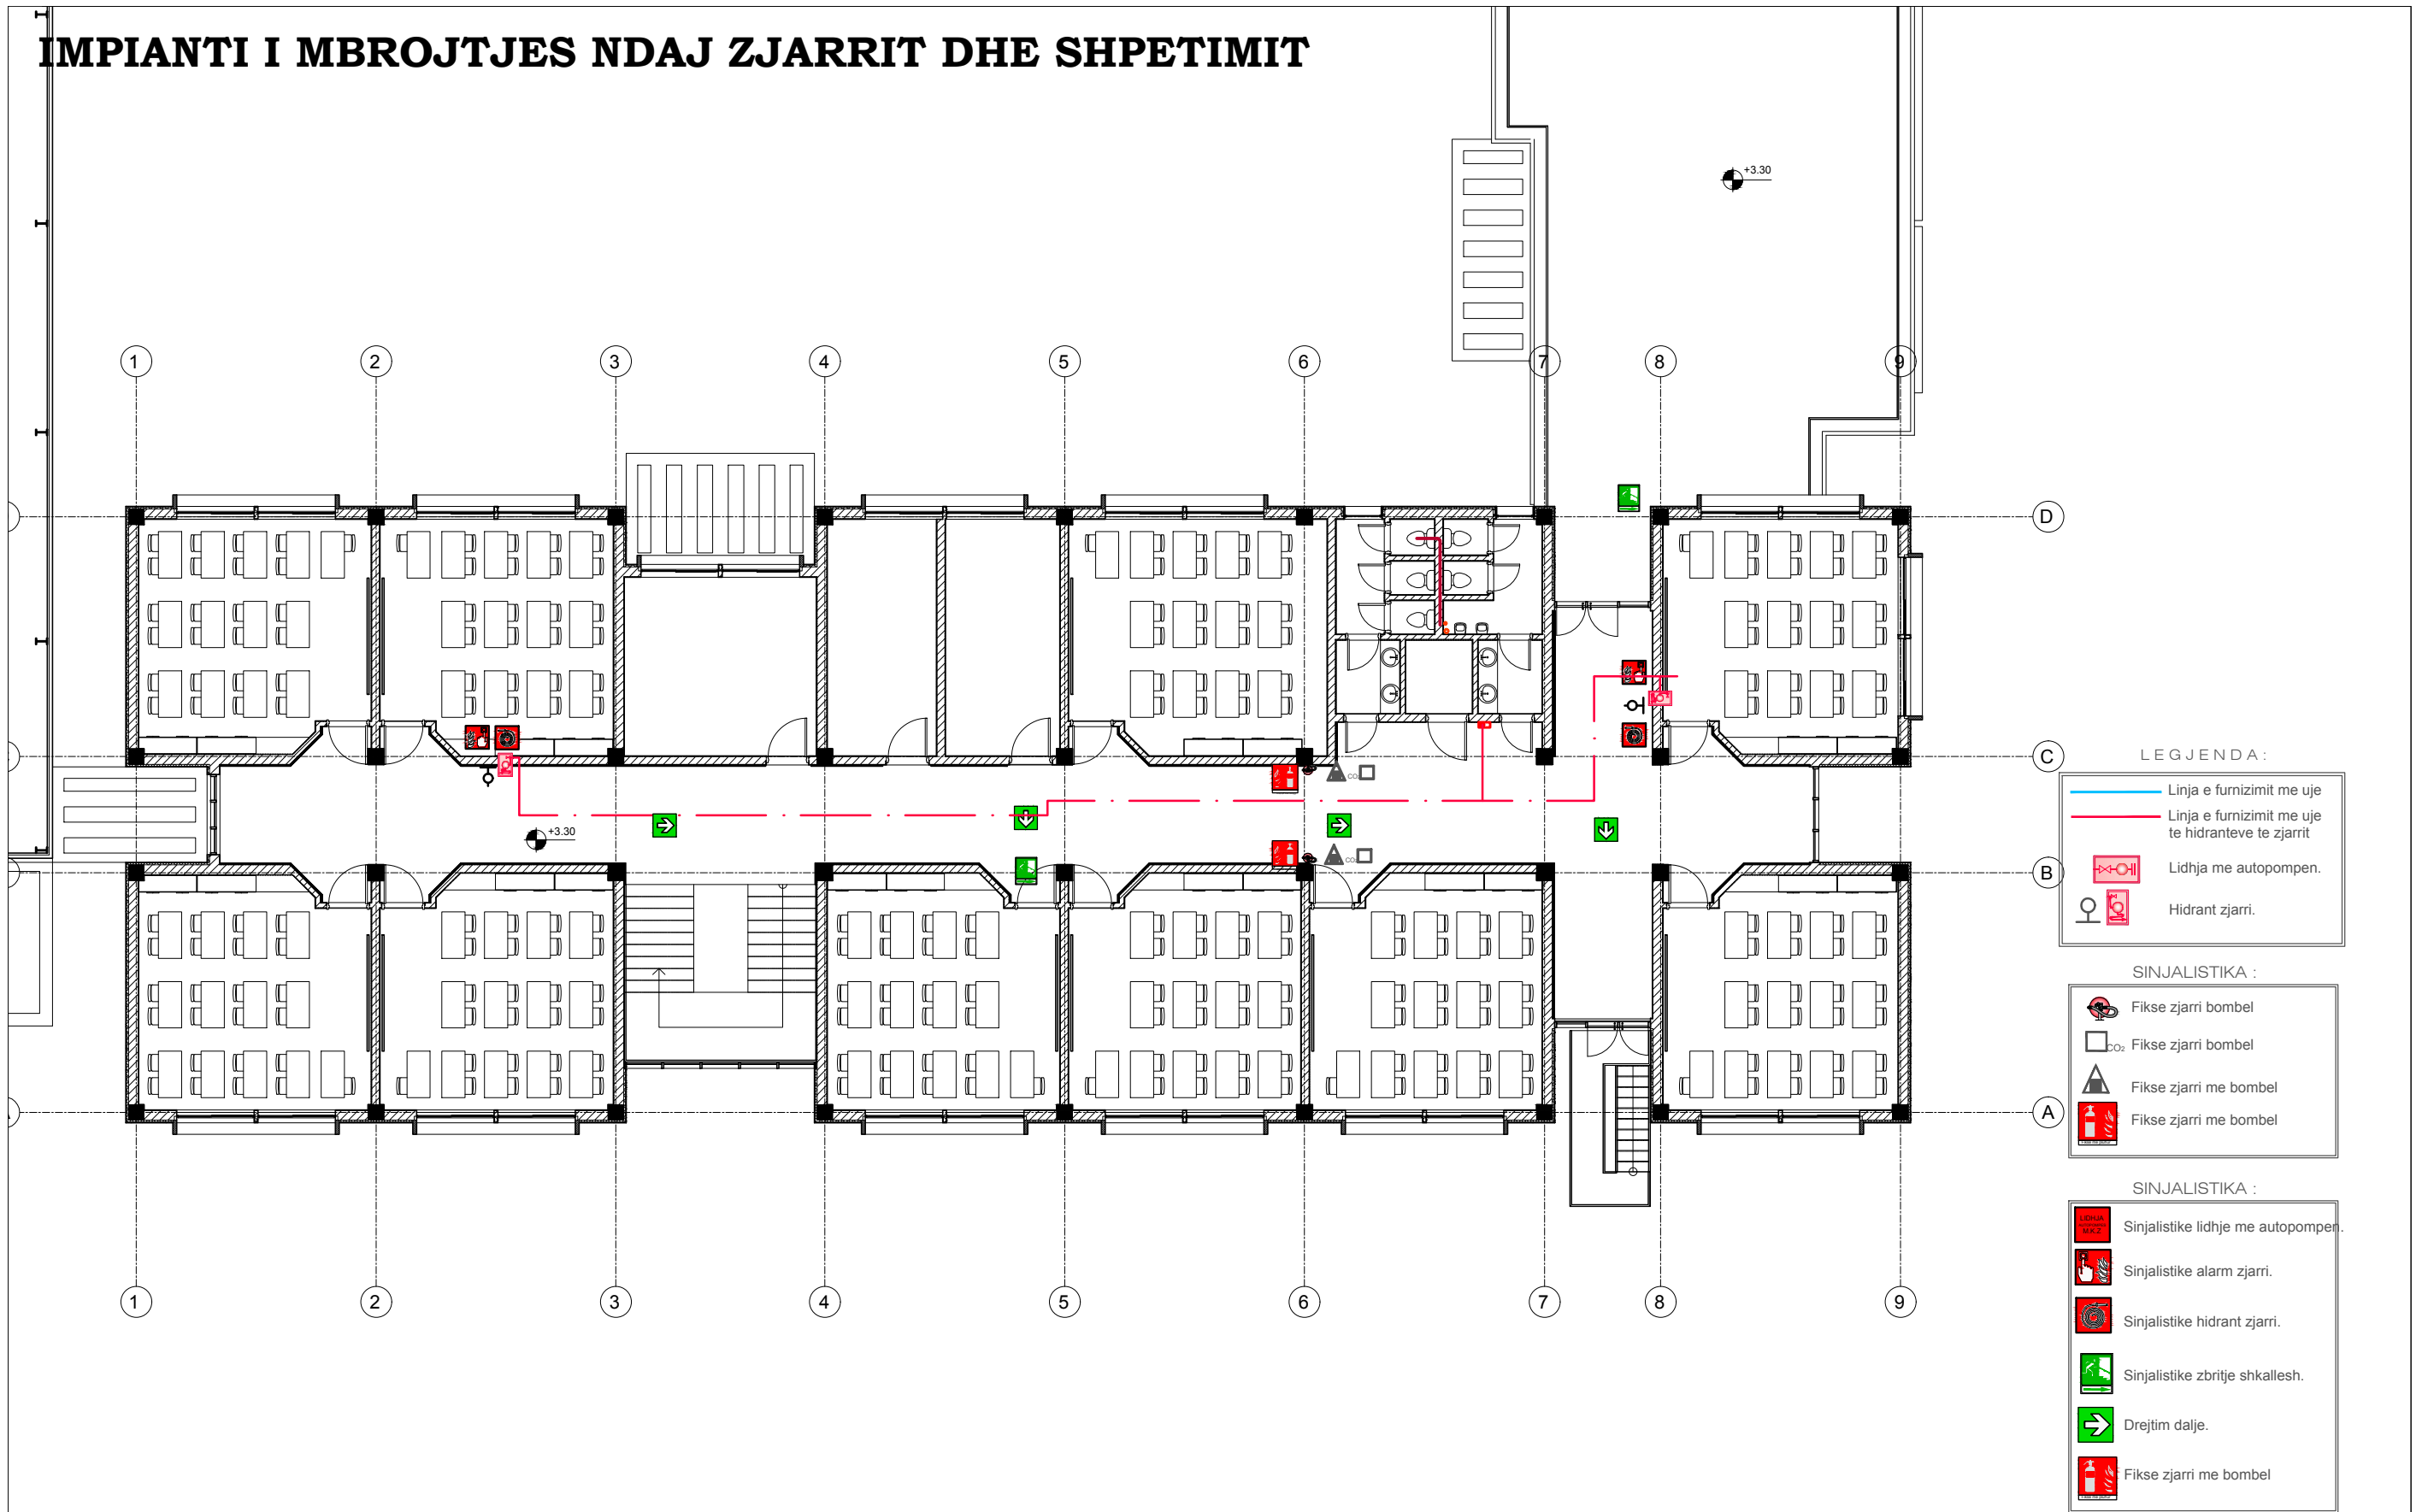 IMPIANTI I MBROJTJES NDAJ ZJARRIT DHE SHPETIMIT
+3.30
1 2 3 4 5 6 7 8 9
D
C
+3.30
CO₂
CO₂
B
A
1 2 3 4 5 6 7 8 9
LEGJENDA :
Linja e furnizimit me uje
Linja e furnizimit me uje
te hidranteve te zjarrit
Lidhja me autopompen.
Hidrant zjarri.
SINJALISTIKA :
Fikse zjarri bombel
CO₂ Fikse zjarri bombel
Fikse zjarri me bombel
Fikse zjarri me bombel
SINJALISTIKA :
LIDHJA
Sinjalistike lidhje me autopompen.
Sinjalistike alarm zjarri.
Sinjalistike hidrant zjarri.
Sinjalistike zbritje shkallesh.
Drejtim dalje.
Fikse zjarri me bombel